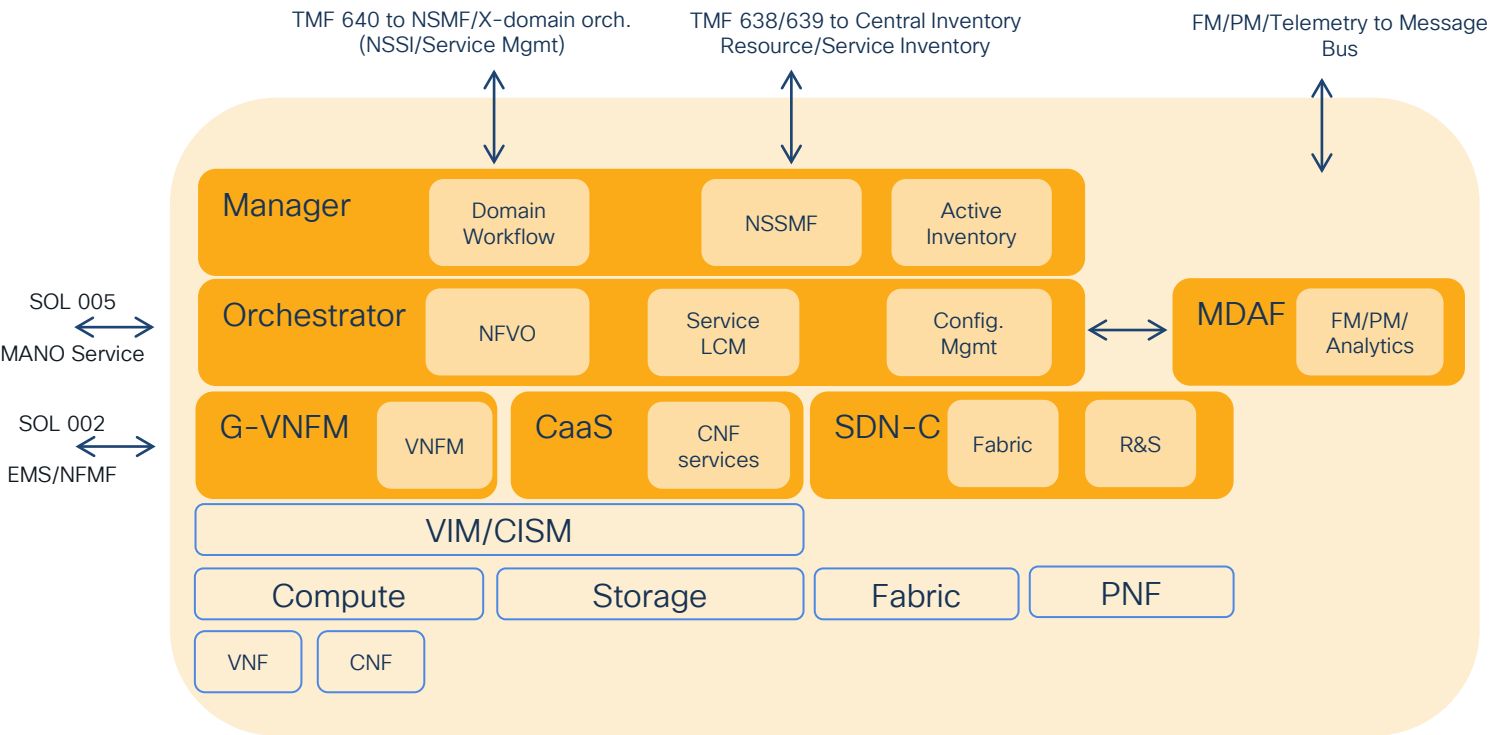 TMF 640 to NSMF/X-domain orch.
(NSSI/Service Mgmt)
TMF 638/639 to Central Inventory
Resource/Service Inventory
FM/PM/Telemetry to Message
Bus
Manager
Domain
Workflow
NSSMF
Active
Inventory
SOL 005
MANO Service
Orchestrator
NFVO
Service
LCM
Config.
Mgmt
MDAF
FM/PM/
Analytics
SOL 002
EMS/NFMF
G-VNFM
VNFM
CaaS
CNF
services
SDN-C
Fabric
R&S
VIM/CISM
Compute
Storage
Fabric
PNF
VNF
CNF